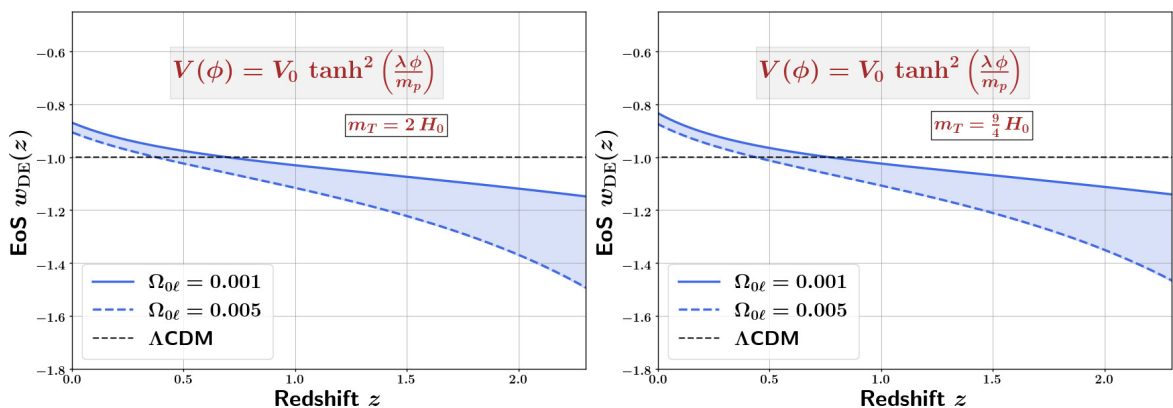 −0.6
−0.8
−1.0
−1.2
−1.4
−1.6
−1.8
EoS w_DE(z)
V(ϕ) = V₀ tanh² (λϕ/m_p)
m_T = 2 H₀
Ω₀ℓ = 0.001
Ω₀ℓ = 0.005
ΛCDM
0.0 0.5 1.0 1.5 2.0
Redshift z
−0.6
−0.8
−1.0
−1.2
−1.4
−1.6
−1.8
EoS w_DE(z)
V(ϕ) = V₀ tanh² (λϕ/m_p)
m_T = 9/4 H₀
Ω₀ℓ = 0.001
Ω₀ℓ = 0.005
ΛCDM
0.0 0.5 1.0 1.5 2.0
Redshift z